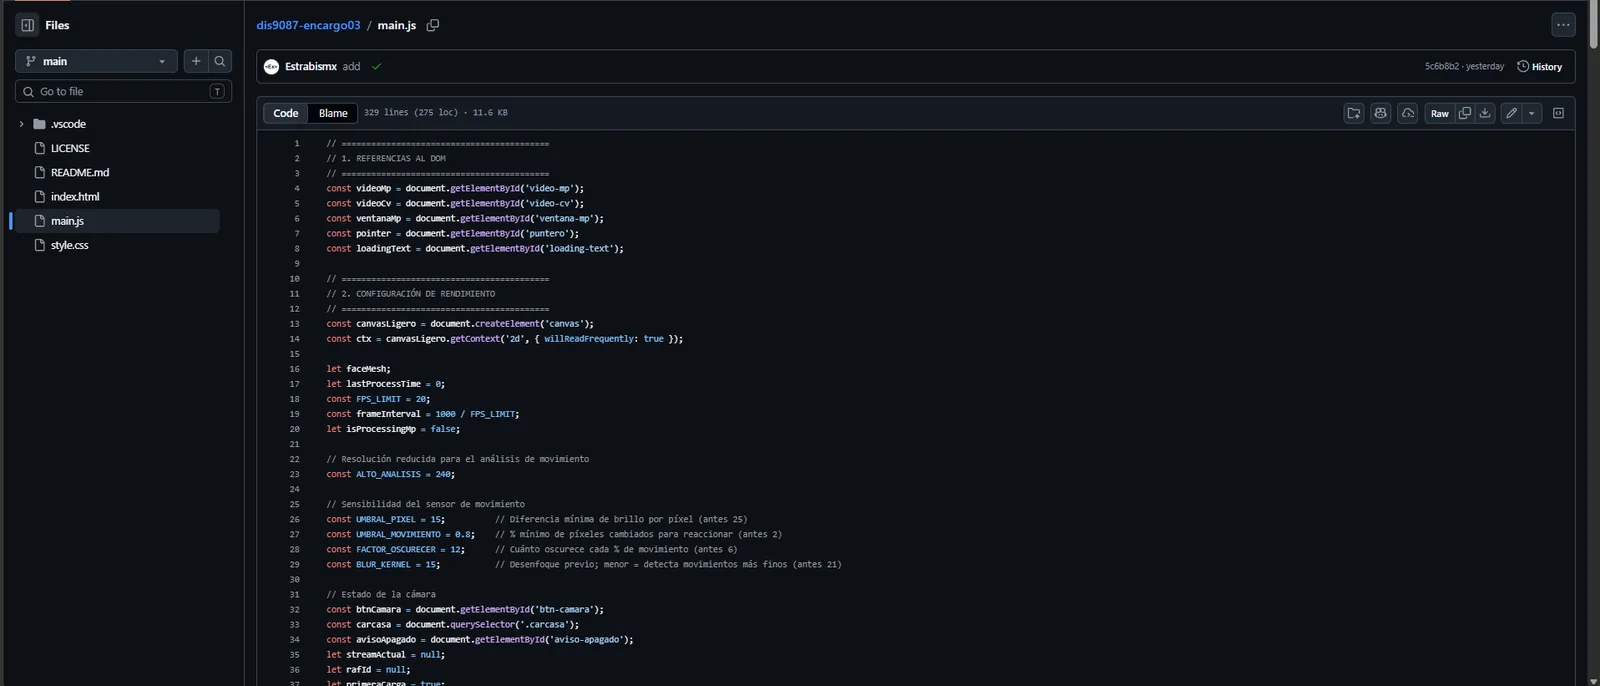 Files
main
Go to file
T
.vscode
LICENSE
README.md
index.html
main.js
style.css
dis9087-encargo03 / main.js
Estrabismx add
5c6b8b2 · yesterday
History
Code Blame 329 lines (275 loc) · 11.6 KB
Raw
1 // ==========================================
2 // 1. REFERENCIAS AL DOM
3 // ==========================================
4 const videoMp = document.getElementById('video-mp');
5 const videoCv = document.getElementById('video-cv');
6 const ventanaMp = document.getElementById('ventana-mp');
7 const pointer = document.getElementById('puntero');
8 const loadingText = document.getElementById('loading-text');
9
10 // ==========================================
11 // 2. CONFIGURACIÓN DE RENDIMIENTO
12 // ==========================================
13 const canvasLigero = document.createElement('canvas');
14 const ctx = canvasLigero.getContext('2d', { willReadFrequently: true });
15
16 let faceMesh;
17 let lastProcessTime = 0;
18 const FPS_LIMIT = 20;
19 const frameInterval = 1000 / FPS_LIMIT;
20 let isProcessingMp = false;
21
22 // Resolución reducida para el análisis de movimiento
23 const ALTO_ANALISIS = 240;
24
25 // Sensibilidad del sensor de movimiento
26 const UMBRAL_PIXEL = 15; // Diferencia mínima de brillo por píxel (antes 25)
27 const UMBRAL_MOVIMIENTO = 0.8; // % mínimo de píxeles cambiados para reaccionar (antes 2)
28 const FACTOR_OSCURECER = 12; // Cuánto oscurece cada % de movimiento (antes 6)
29 const BLUR_KERNEL = 15; // Desenfoque previo; menor = detecta movimientos más finos (antes 21)
30
31 // Estado de la cámara
32 const btnCamara = document.getElementById('btn-camara');
33 const carcasa = document.querySelector('.carcasa');
34 const avisoApagado = document.getElementById('aviso-apagado');
35 let streamActual = null;
36 let rafId = null;
37 let primeraCarga = true;